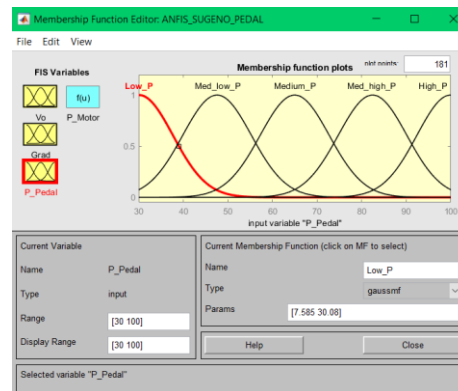 Membership Function Editor: ANFIS_SUGENO_PEDAL
File Edit View
FIS Variables
Membership function plots plot points: 181
Vo
f(u)
P_Motor
Grad
P_Pedal
Low_P Med_low_P Medium_P Med_high_P High_P
1
0.5
0
30 40 50 60 70 80 90 100
input variable "P_Pedal"
Current Variable
Name P_Pedal
Type input
Range [30 100]
Display Range [30 100]
Current Membership Function (click on MF to select)
Name Low_P
Type gaussmf
Params [7.585 30.08]
Help Close
Selected variable "P_Pedal"